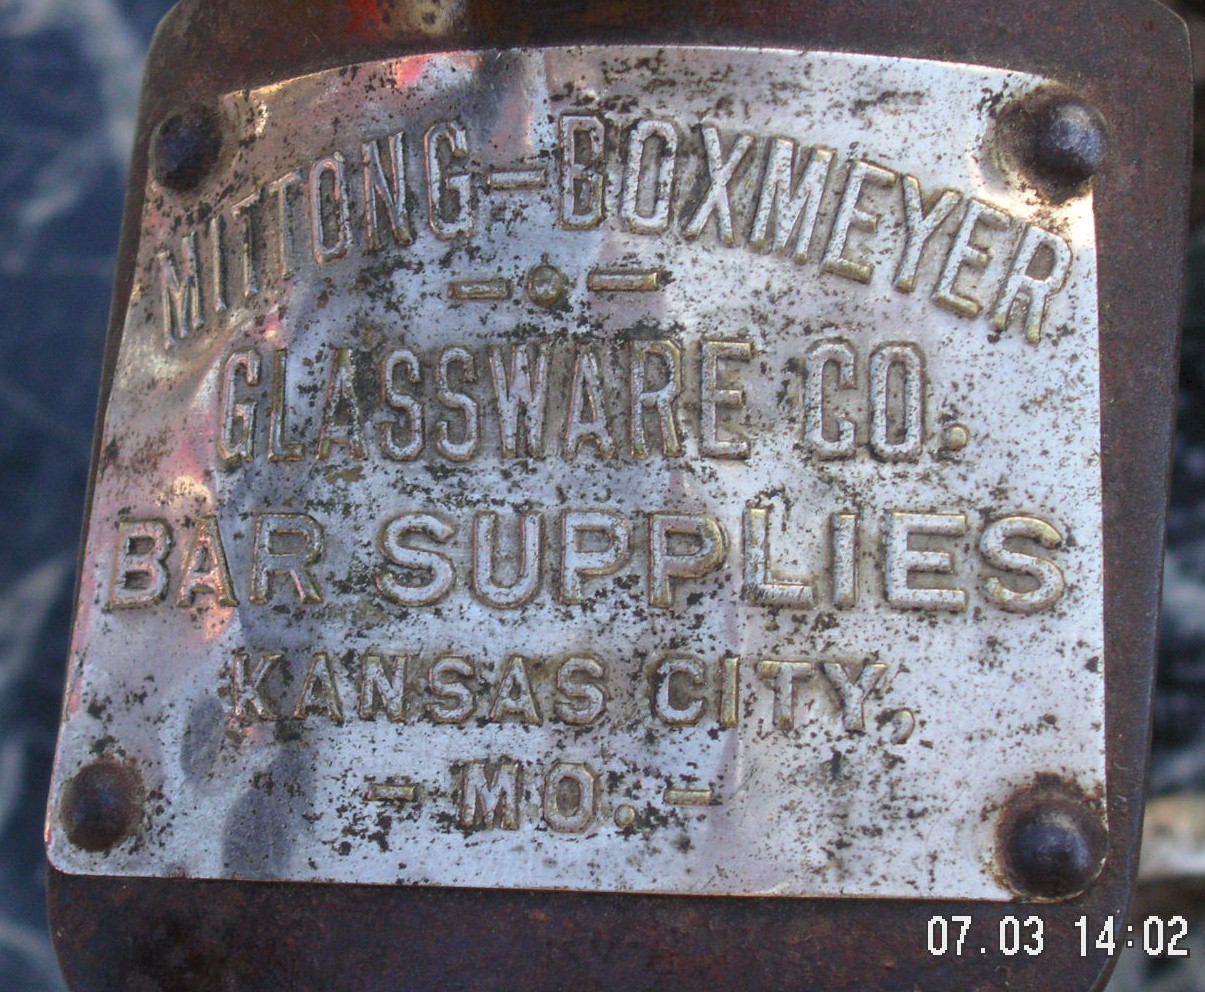 MITTONG-BOXMEYER
-o-
GLASSWARE CO.
BAR SUPPLIES
KANSAS CITY,
- MO. -
07.03 14:02